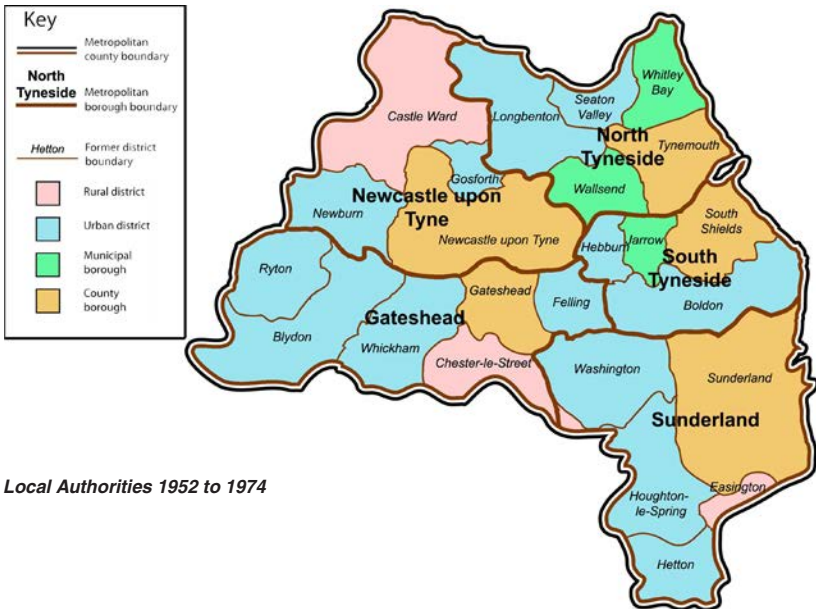 Key
Metropolitan
county boundary
North
Tyneside
Metropolitan
borough boundary
Hetton
Former district
boundary
Rural district
Urban district
Municipal
borough
County
borough
Whitley
Bay
Seaton
Valley
Castle Ward
Longbenton
North
Tyneside
Tynemouth
Gosforth
Wallsend
Newcastle upon
Tyne
Newburn
Newcastle upon Tyne
South
Shields
Hebburn
Jarrow
South
Tyneside
Ryton
Gateshead
Felling
Boldon
Gateshead
Blydon
Whickham
Chester-le-Street
Washington
Sunderland
Sunderland
Local Authorities 1952 to 1974
Easington
Houghton-
le-Spring
Hetton